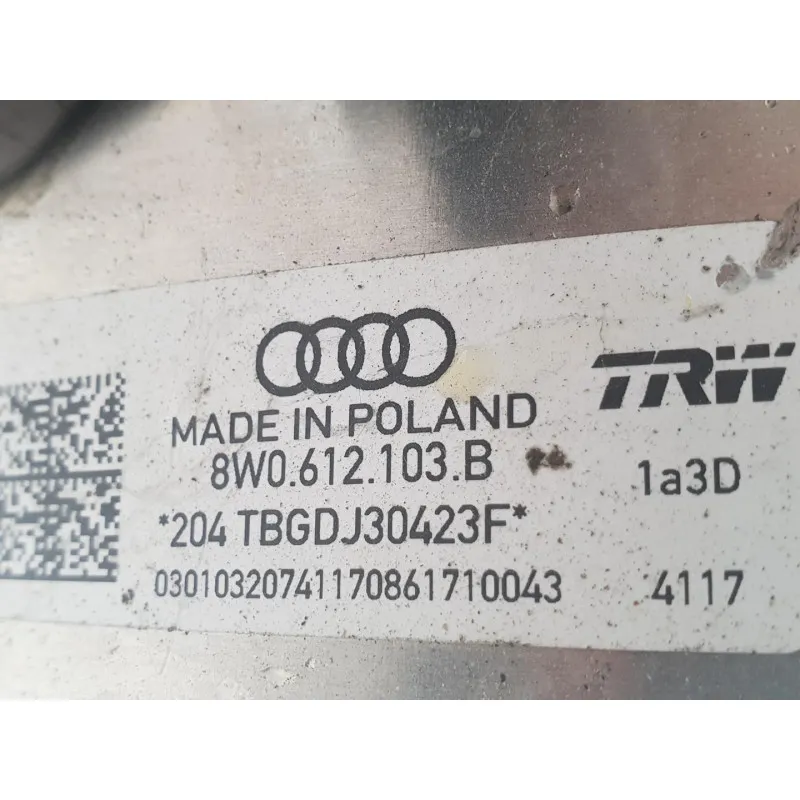 TRW
MADE IN POLAND
8W0.612.103.B
1a3D
*204 TBGDJ30423F*
03010320741170861710043
4117